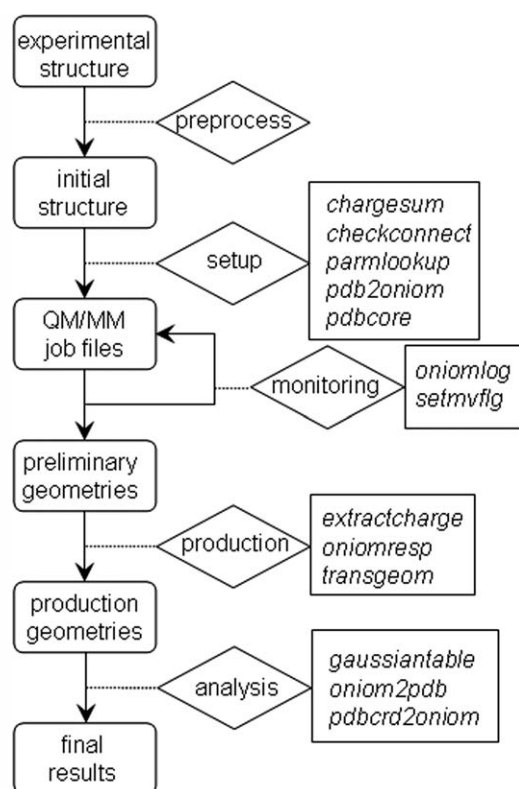 experimental
structure
preprocess
initial
structure
setup
chargesum
checkconnect
parmlookup
pdb2oniom
pdbcore
QM/MM
job files
monitoring
oniomlog
setmvflg
preliminary
geometries
production
extractcharge
oniomresp
transgeom
production
geometries
analysis
gaussiantable
oniom2pdb
pdbcrd2oniom
final
results